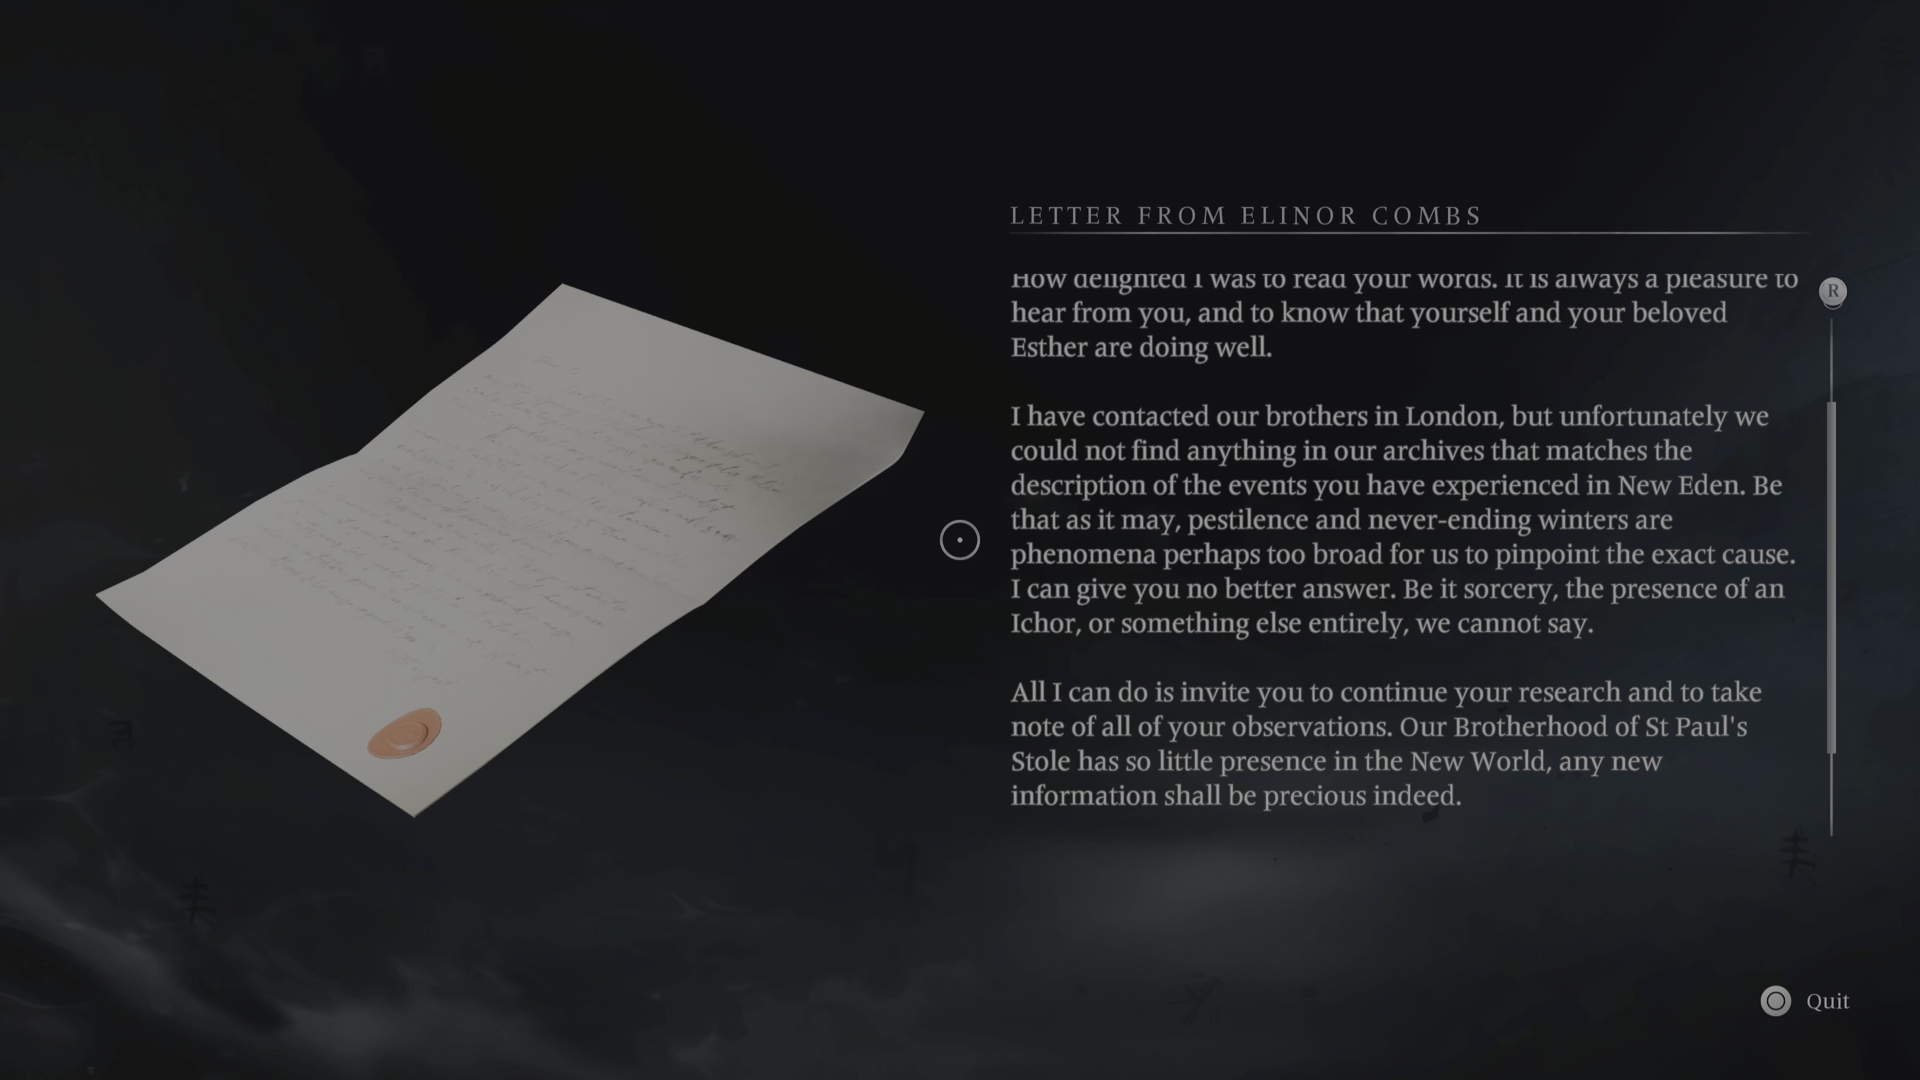 LETTER FROM ELINOR COMBS
How delighted I was to read your words. It is always a pleasure to
hear from you, and to know that yourself and your beloved
Esther are doing well.
I have contacted our brothers in London, but unfortunately we
could not find anything in our archives that matches the
description of the events you have experienced in New Eden. Be
that as it may, pestilence and never-ending winters are
phenomena perhaps too broad for us to pinpoint the exact cause.
I can give you no better answer. Be it sorcery, the presence of an
Ichor, or something else entirely, we cannot say.
All I can do is invite you to continue your research and to take
note of all of your observations. Our Brotherhood of St Paul's
Stole has so little presence in the New World, any new
information shall be precious indeed.
R
Quit